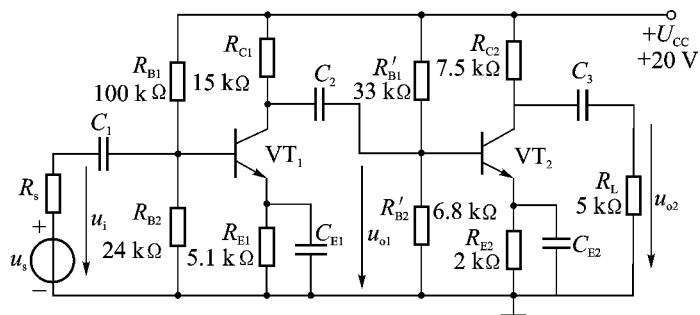 +U_CC
+20 V
R_B1
100 kΩ
R_C1
15 kΩ
C_2
R'_B1
33 kΩ
R_C2
7.5 kΩ
C_3
C_1
VT_1
VT_2
R_s
+
u_s
−
u_i
R_B2
24 kΩ
R_E1
5.1 kΩ
C_E1
u_o1
R'_B2
6.8 kΩ
R_E2
2 kΩ
C_E2
R_L
5 kΩ
u_o2